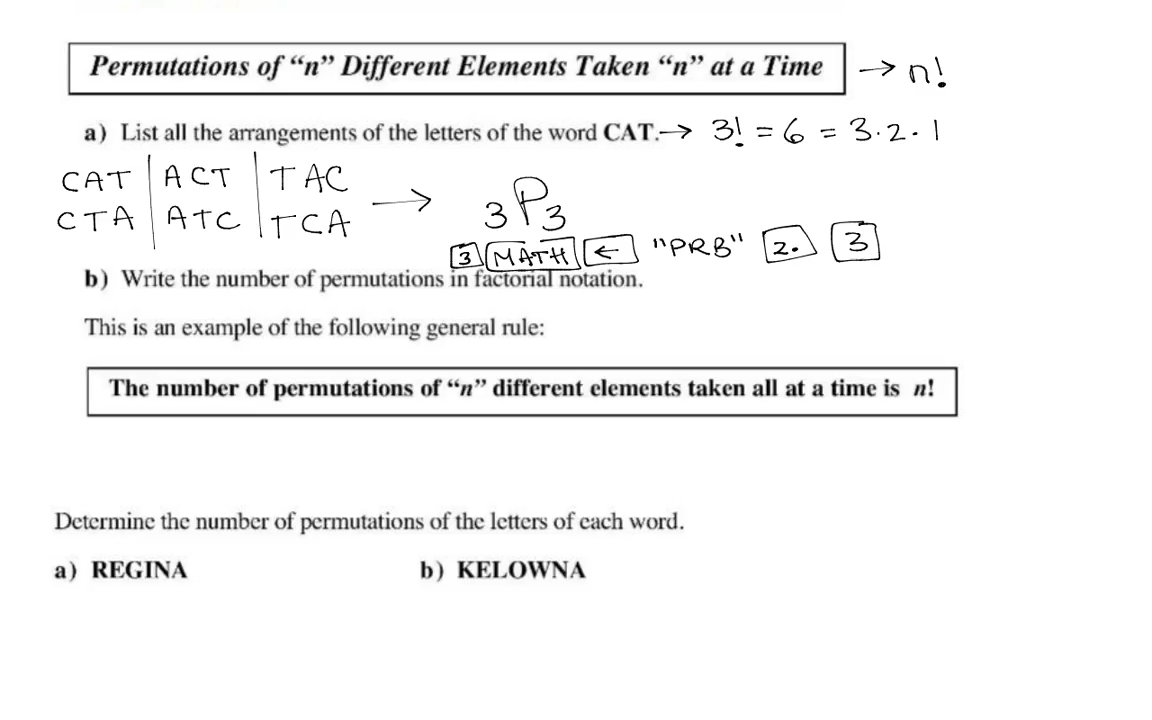 Permutations of “n” Different Elements Taken “n” at a Time → n!
a) List all the arrangements of the letters of the word CAT. → 3! = 6 = 3·2·1
CAT | ACT | TAC
CTA | ATC | TCA → 3P3
3 MATH ← "PRB" 2. 3
b) Write the number of permutations in factorial notation.
This is an example of the following general rule:
The number of permutations of “n” different elements taken all at a time is n!
Determine the number of permutations of the letters of each word.
a) REGINA b) KELOWNA